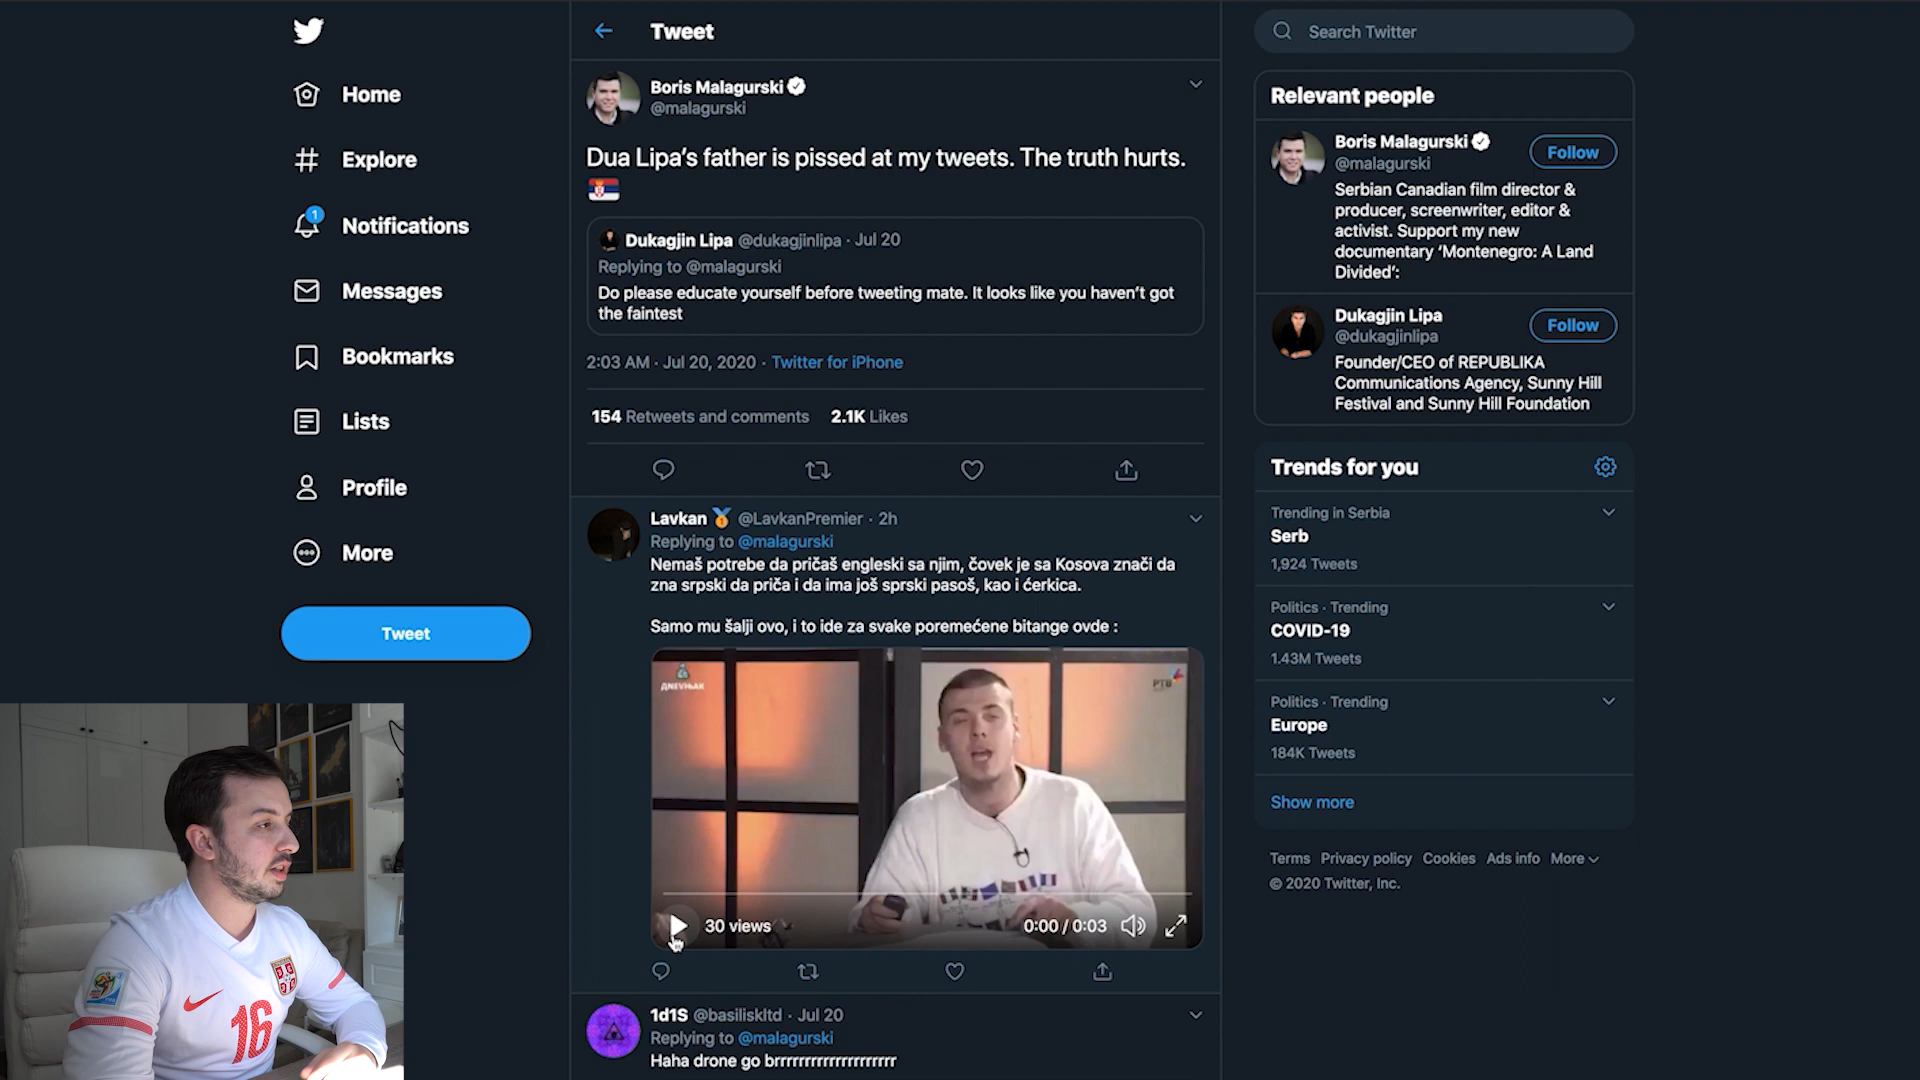 Home
Explore
1
Notifications
Messages
Bookmarks
Lists
Profile
More
Tweet
Tweet
Boris Malagurski
@malagurski
Dua Lipa’s father is pissed at my tweets. The truth hurts.
Dukagjin Lipa @dukagjinlipa · Jul 20
Replying to @malagurski
Do please educate yourself before tweeting mate. It looks like you haven’t got
the faintest
2:03 AM · Jul 20, 2020 · Twitter for iPhone
154 Retweets and comments 2.1K Likes
Lavkan @LavkanPremier · 2h
Replying to @malagurski
Nemaš potrebe da pričaš engleski sa njim, čovek je sa Kosova znači da
zna srpski da priča i da ima još sprski pasoš, kao i ćerkica.
Samo mu šalji ovo, i to ide za svake poremećene bitange ovde :
ДNEVЊAK
РТВ
30 views
0:00 / 0:03
1d1S @basiliskltd · Jul 20
Replying to @malagurski
Haha drone go brrrrrrrrrrrrrrrrrrrr
Search Twitter
Relevant people
Boris Malagurski
@malagurski
Follow
Serbian Canadian film director &
producer, screenwriter, editor &
activist. Support my new
documentary ‘Montenegro: A Land
Divided‘:
Dukagjin Lipa
@dukagjinlipa
Follow
Founder/CEO of REPUBLIKA
Communications Agency, Sunny Hill
Festival and Sunny Hill Foundation
Trends for you
Trending in Serbia
Serb
1,924 Tweets
Politics · Trending
COVID-19
1.43M Tweets
Politics · Trending
Europe
184K Tweets
Show more
Terms Privacy policy Cookies Ads info More
© 2020 Twitter, Inc.
16